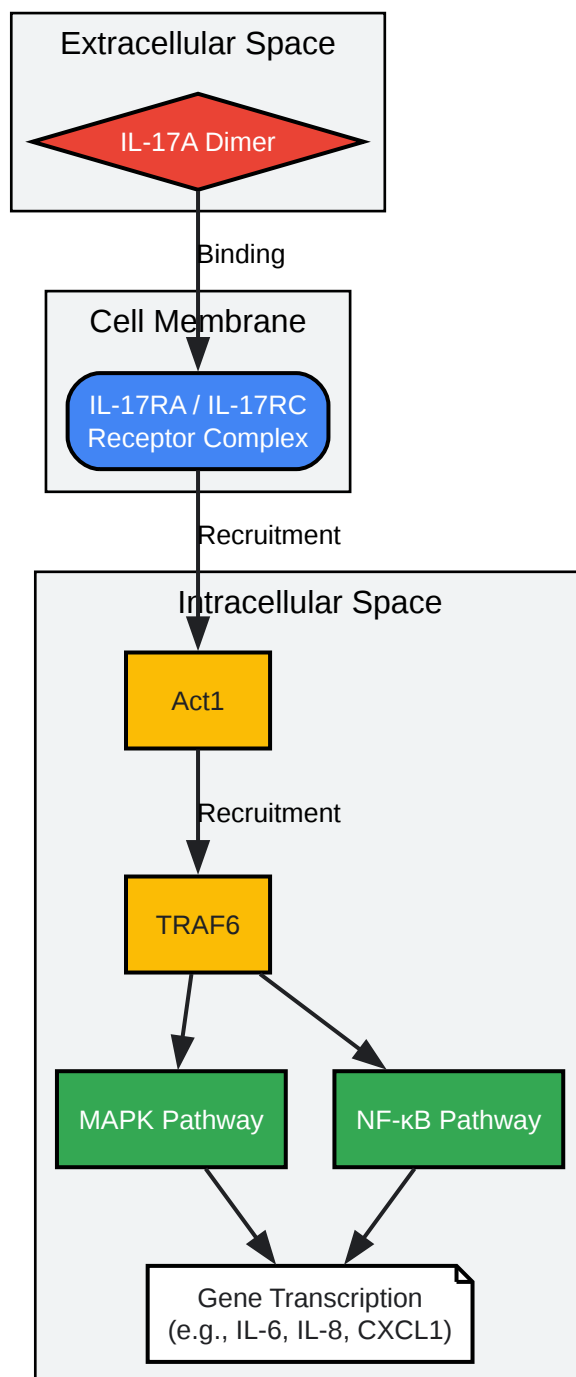 Extracellular Space
IL-17A Dimer
Binding
Cell Membrane
IL-17RA / IL-17RC
Receptor Complex
Recruitment
Intracellular Space
Act1
Recruitment
TRAF6
MAPK Pathway
NF-κB Pathway
Gene Transcription
(e.g., IL-6, IL-8, CXCL1)